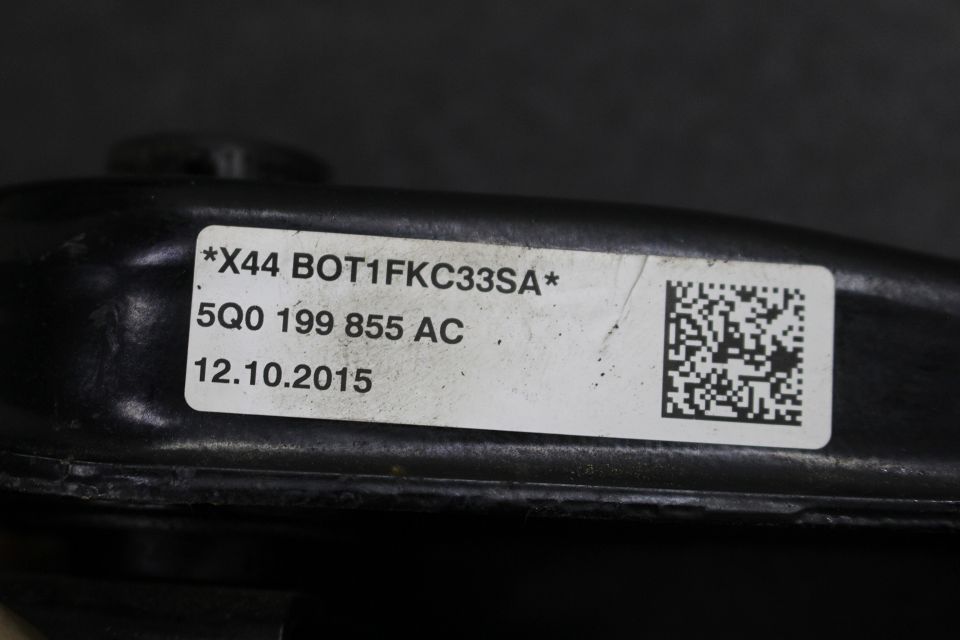 *X44 BOT1FKC33SA*
5Q0 199 855 AC
12.10.2015